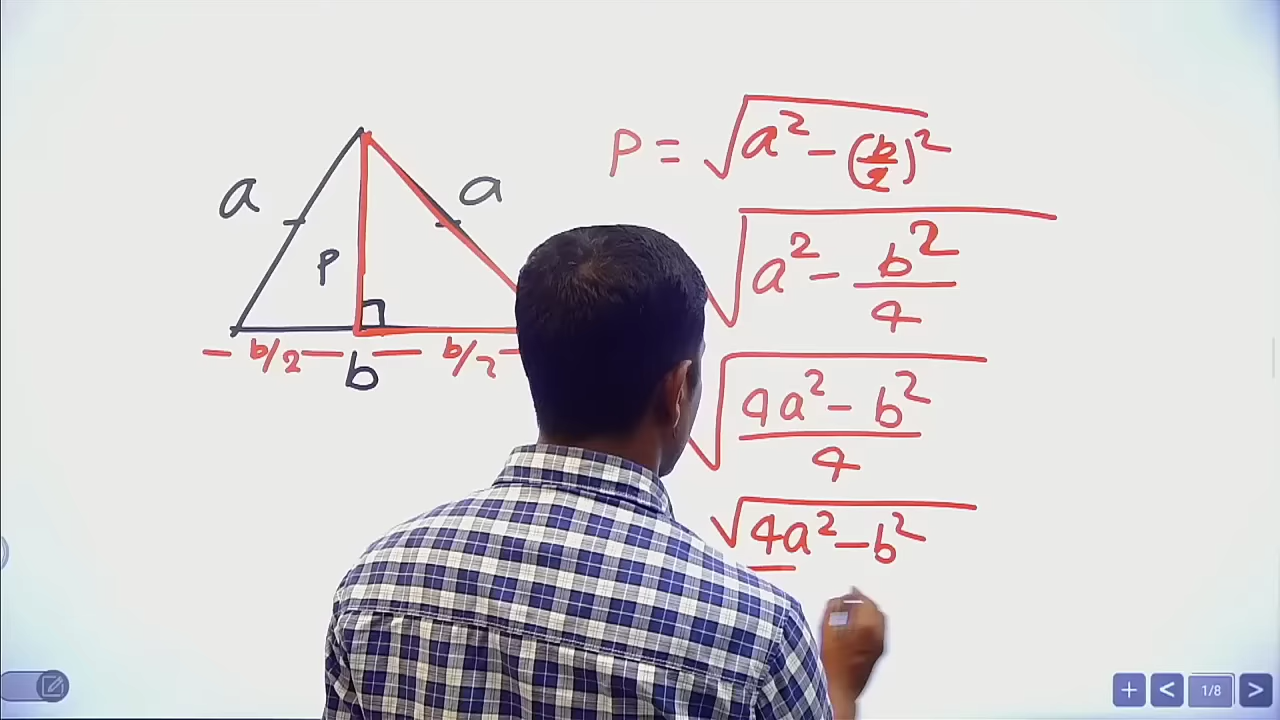 a
a
P
b/2
b/2
b
P = √(a² − (b/2)²)
√(a² − b²/4)
√((4a² − b²)/4)
√(4a² − b²)
1/8